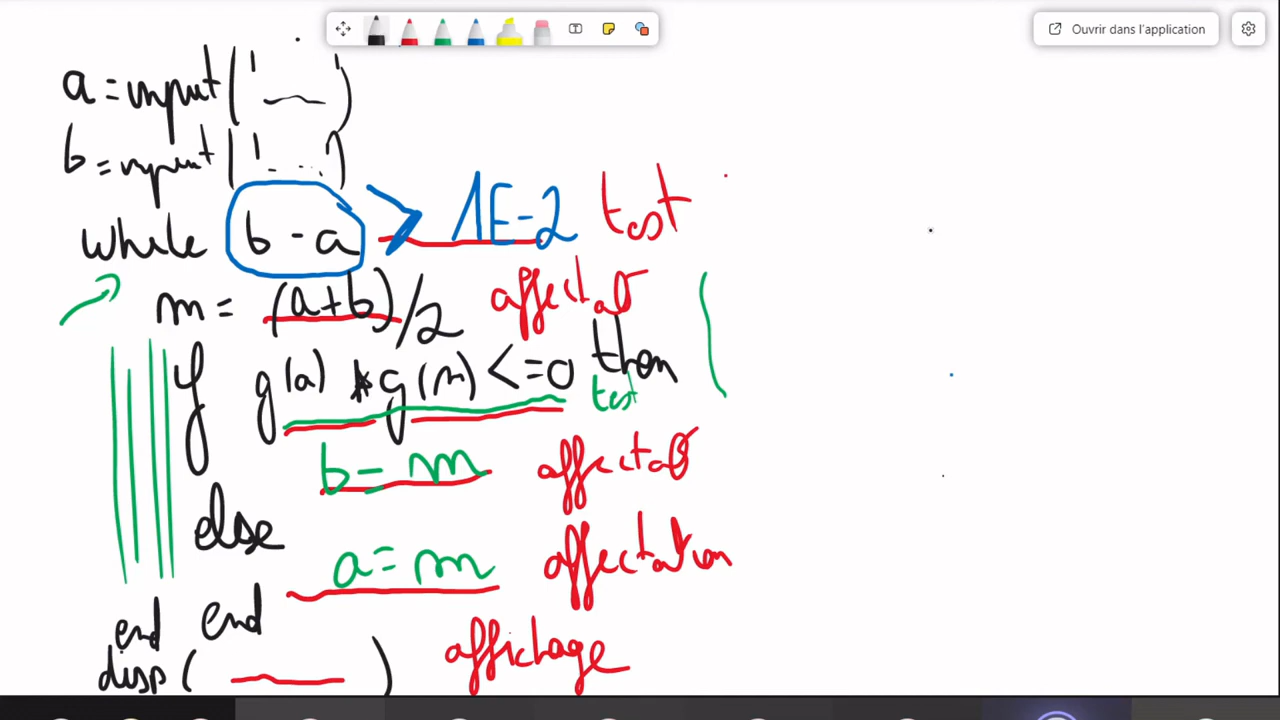 Ouvrir dans l'application
a = input(' ')
b = input('...')
while b - a > 1E-2 test
m = (a+b)/2 affectat°
if g(a) * g(m) <= 0 then
test
b = m affectat°
else
a = m affectation
end end
disp( ) affichage